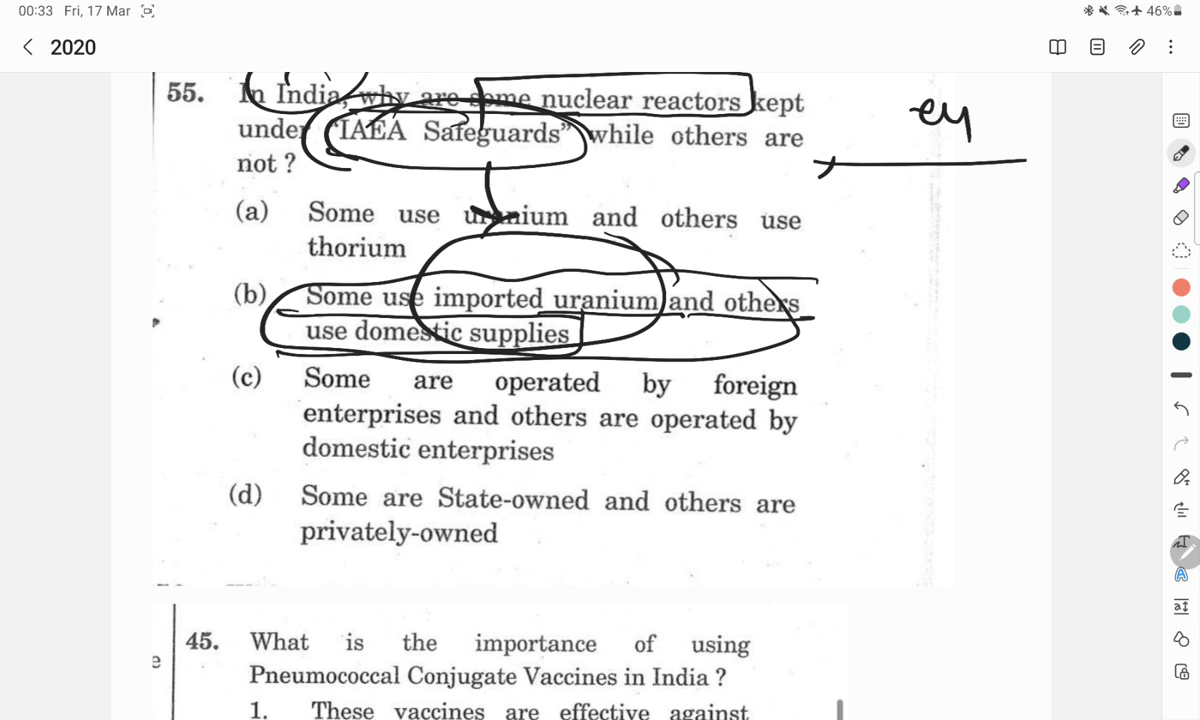 00:33 Fri, 17 Mar
46%
2020
55. In India, why are some nuclear reactors kept
under "IAEA Safeguards" while others are
not ?
(a) Some use uranium and others use
thorium
(b) Some use imported uranium and others
use domestic supplies
(c) Some are operated by foreign
enterprises and others are operated by
domestic enterprises
(d) Some are State-owned and others are
privately-owned
45. What is the importance of using
e
Pneumococcal Conjugate Vaccines in India ?
1. These vaccines are effective against